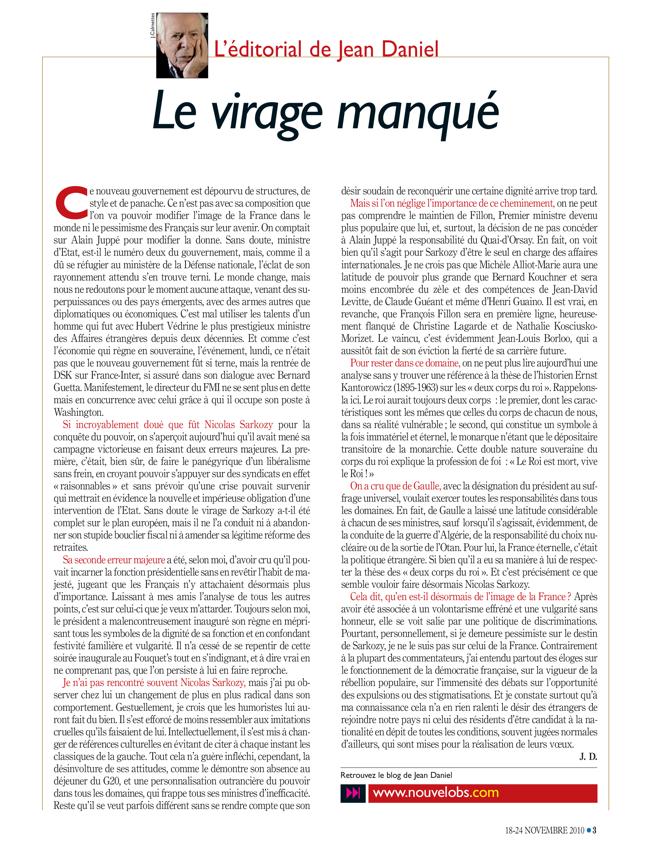 J. Calmettes
L'éditorial de Jean Daniel
Le virage manqué
Ce nouveau gouvernement est dépourvu de structures, de
style et de panache. Ce n'est pas avec sa composition que
l'on va pouvoir modifier l'image de la France dans le
monde ni le pessimisme des Français sur leur avenir. On comptait
sur Alain Juppé pour modifier la donne. Sans doute, ministre
d'Etat, est-il le numéro deux du gouvernement, mais, comme il a
dû se réfugier au ministère de la Défense nationale, l'éclat de son
rayonnement attendu s'en trouve terni. Le monde change, mais
nous ne redoutons pour le moment aucune attaque, venant des su-
perpuissances ou des pays émergents, avec des armes autres que
diplomatiques ou économiques. C'est mal utiliser les talents d'un
homme qui fut avec Hubert Védrine le plus prestigieux ministre
des Affaires étrangères depuis deux décennies. Et comme c'est
l'économie qui règne en souveraine, l'événement, lundi, ce n'était
pas que le nouveau gouvernement fût si terne, mais la rentrée de
DSK sur France-Inter, si assuré dans son dialogue avec Bernard
Guetta. Manifestement, le directeur du FMI ne se sent plus en dette
mais en concurrence avec celui grâce à qui il occupe son poste à
Washington.
Si incroyablement doué que fût Nicolas Sarkozy pour la
conquête du pouvoir, on s'aperçoit aujourd'hui qu'il avait mené sa
campagne victorieuse en faisant deux erreurs majeures. La pre-
mière, c'était, bien sûr, de faire le panégyrique d'un libéralisme
sans frein, en croyant pouvoir s'appuyer sur des syndicats en effet
« raisonnables » et sans prévoir qu'une crise pouvait survenir
qui mettrait en évidence la nouvelle et impérieuse obligation d'une
intervention de l'Etat. Sans doute le virage de Sarkozy a-t-il été
complet sur le plan européen, mais il ne l'a conduit ni à abandon-
ner son stupide bouclier fiscal ni à amender sa légitime réforme des
retraites.
Sa seconde erreur majeure a été, selon moi, d'avoir cru qu'il pou-
vait incarner la fonction présidentielle sans en revêtir l'habit de ma-
jesté, jugeant que les Français n'y attachaient désormais plus
d'importance. Laissant à mes amis l'analyse de tous les autres
points, c'est sur celui-ci que je veux m'attarder. Toujours selon moi,
le président a malencontreusement inauguré son règne en mépri-
sant tous les symboles de la dignité de sa fonction et en confondant
festivité familière et vulgarité. Il n'a cessé de se repentir de cette
soirée inaugurale au Fouquet's tout en s'indignant, et à dire vrai en
ne comprenant pas, que l'on persiste à lui en faire reproche.
Je n'ai pas rencontré souvent Nicolas Sarkozy, mais j'ai pu ob-
server chez lui un changement de plus en plus radical dans son
comportement. Gestuellement, je crois que les humoristes lui au-
ront fait du bien. Il s'est efforcé de moins ressembler aux imitations
cruelles qu'ils faisaient de lui. Intellectuellement, il s'est mis à chan-
ger de références culturelles en évitant de citer à chaque instant les
classiques de la gauche. Tout cela n'a guère infléchi, cependant, la
désinvolture de ses attitudes, comme le démontre son absence au
déjeuner du G20, et une personnalisation outrancière du pouvoir
dans tous les domaines, qui frappe tous ses ministres d'inefficacité.
Reste qu'il se veut parfois différent sans se rendre compte que son
désir soudain de reconquérir une certaine dignité arrive trop tard.
Mais si l'on néglige l'importance de ce cheminement, on ne peut
pas comprendre le maintien de Fillon, Premier ministre devenu
plus populaire que lui, et, surtout, la décision de ne pas concéder
à Alain Juppé la responsabilité du Quai-d'Orsay. En fait, on voit
bien qu'il s'agit pour Sarkozy d'être le seul en charge des affaires
internationales. Je ne crois pas que Michèle Alliot-Marie aura une
latitude de pouvoir plus grande que Bernard Kouchner et sera
moins encombrée du zèle et des compétences de Jean-David
Levitte, de Claude Guéant et même d'Henri Guaino. Il est vrai, en
revanche, que François Fillon sera en première ligne, heureuse-
ment flanqué de Christine Lagarde et de Nathalie Kosciusko-
Morizet. Le vaincu, c'est évidemment Jean-Louis Borloo, qui a
aussitôt fait de son éviction la fierté de sa carrière future.
Pour rester dans ce domaine, on ne peut plus lire aujourd'hui une
analyse sans y trouver une référence à la thèse de l'historien Ernst
Kantorowicz (1895-1963) sur les « deux corps du roi ». Rappelons-
la ici. Le roi aurait toujours deux corps : le premier, dont les carac-
téristiques sont les mêmes que celles du corps de chacun de nous,
dans sa réalité vulnérable ; le second, qui constitue un symbole à
la fois immatériel et éternel, le monarque n'étant que le dépositaire
transitoire de la monarchie. Cette double nature souveraine du
corps du roi explique la profession de foi : « Le Roi est mort, vive
le Roi ! »
On a cru que de Gaulle, avec la désignation du président au suf-
frage universel, voulait exercer toutes les responsabilités dans tous
les domaines. En fait, de Gaulle a laissé une latitude considérable
à chacun de ses ministres, sauf lorsqu'il s'agissait, évidemment, de
la conduite de la guerre d'Algérie, de la responsabilité du choix nu-
cléaire ou de la sortie de l'Otan. Pour lui, la France éternelle, c'était
la politique étrangère. Si bien qu'il a eu sa manière à lui de respec-
ter la thèse des « deux corps du roi ». Et c'est précisément ce que
semble vouloir faire désormais Nicolas Sarkozy.
Cela dit, qu'en est-il désormais de l'image de la France ? Après
avoir été associée à un volontarisme effréné et une vulgarité sans
honneur, elle se voit salie par une politique de discriminations.
Pourtant, personnellement, si je demeure pessimiste sur le destin
de Sarkozy, je ne le suis pas sur celui de la France. Contrairement
à la plupart des commentateurs, j'ai entendu partout des éloges sur
le fonctionnement de la démocratie française, sur la vigueur de la
rébellion populaire, sur l'immensité des débats sur l'opportunité
des expulsions ou des stigmatisations. Et je constate surtout qu'à
ma connaissance cela n'a en rien ralenti le désir des étrangers de
rejoindre notre pays ni celui des résidents d'être candidat à la na-
tionalité en dépit de toutes les conditions, souvent jugées normales
d'ailleurs, qui sont mises pour la réalisation de leurs vœux.
J. D.
Retrouvez le blog de Jean Daniel
www.nouvelobs.com
18-24 NOVEMBRE 2010 ● 3